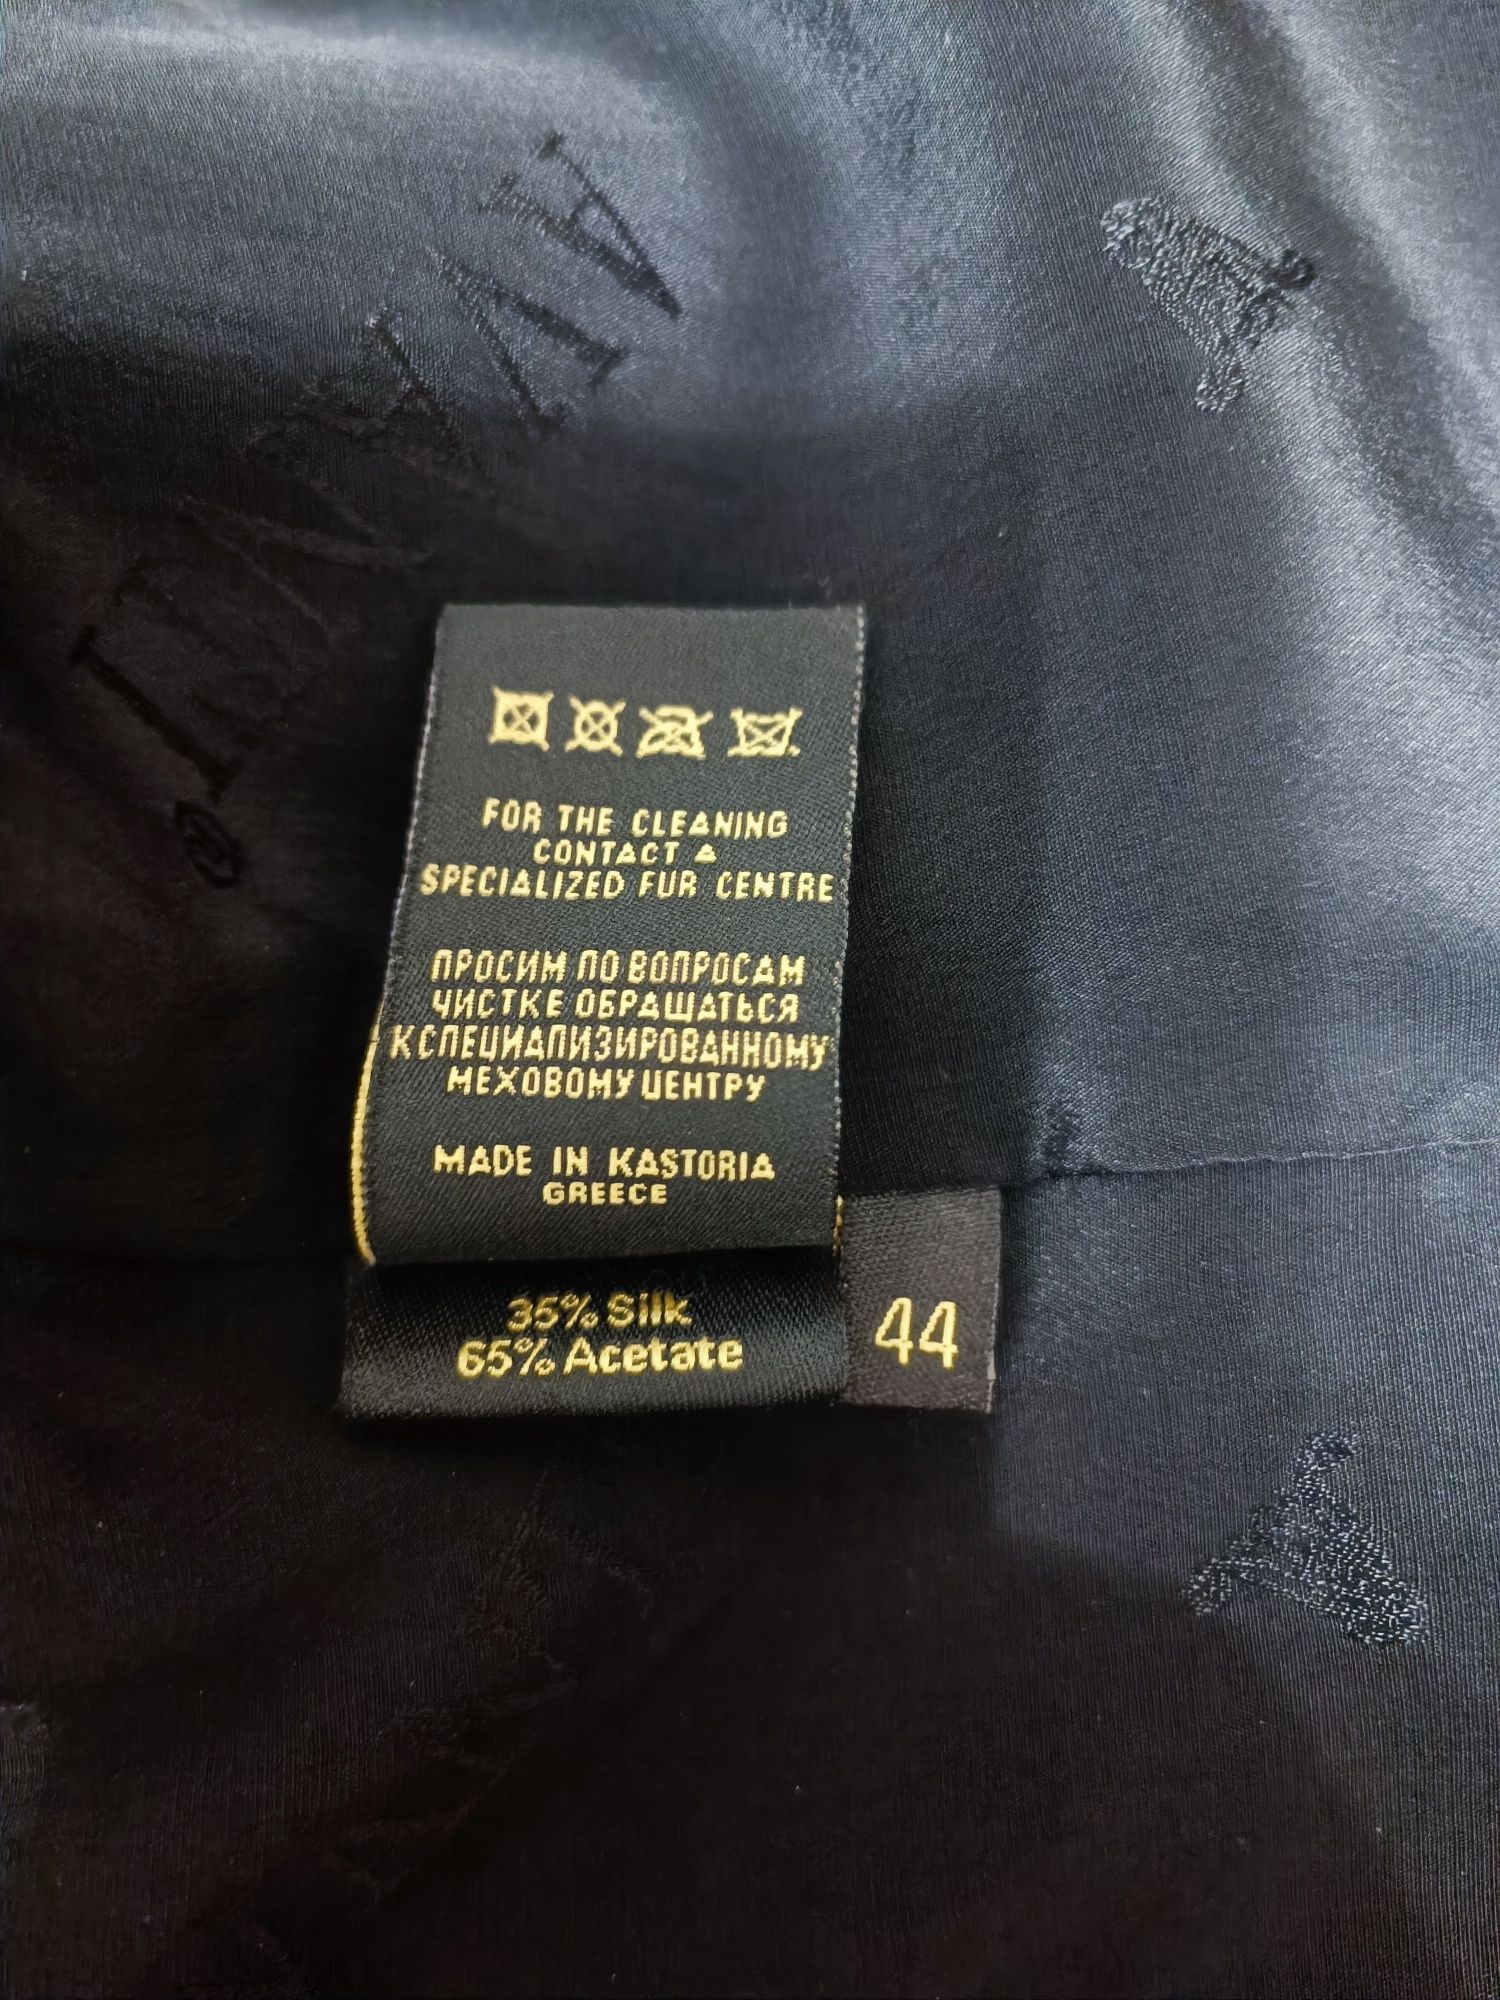 FOR THE CLEANING
CONTACT A
SPECIALIZED FUR CENTRE
ПРОСИМ ПО ВОПРОСАМ
ЧИСТКЕ ОБРАЩАТЬСЯ
К СПЕЦИАЛИЗИРОВАННОМУ
МЕХОВОМУ ЦЕНТРУ
MADE IN KASTORIA
GREECE
35% Silk
65% Acetate
44